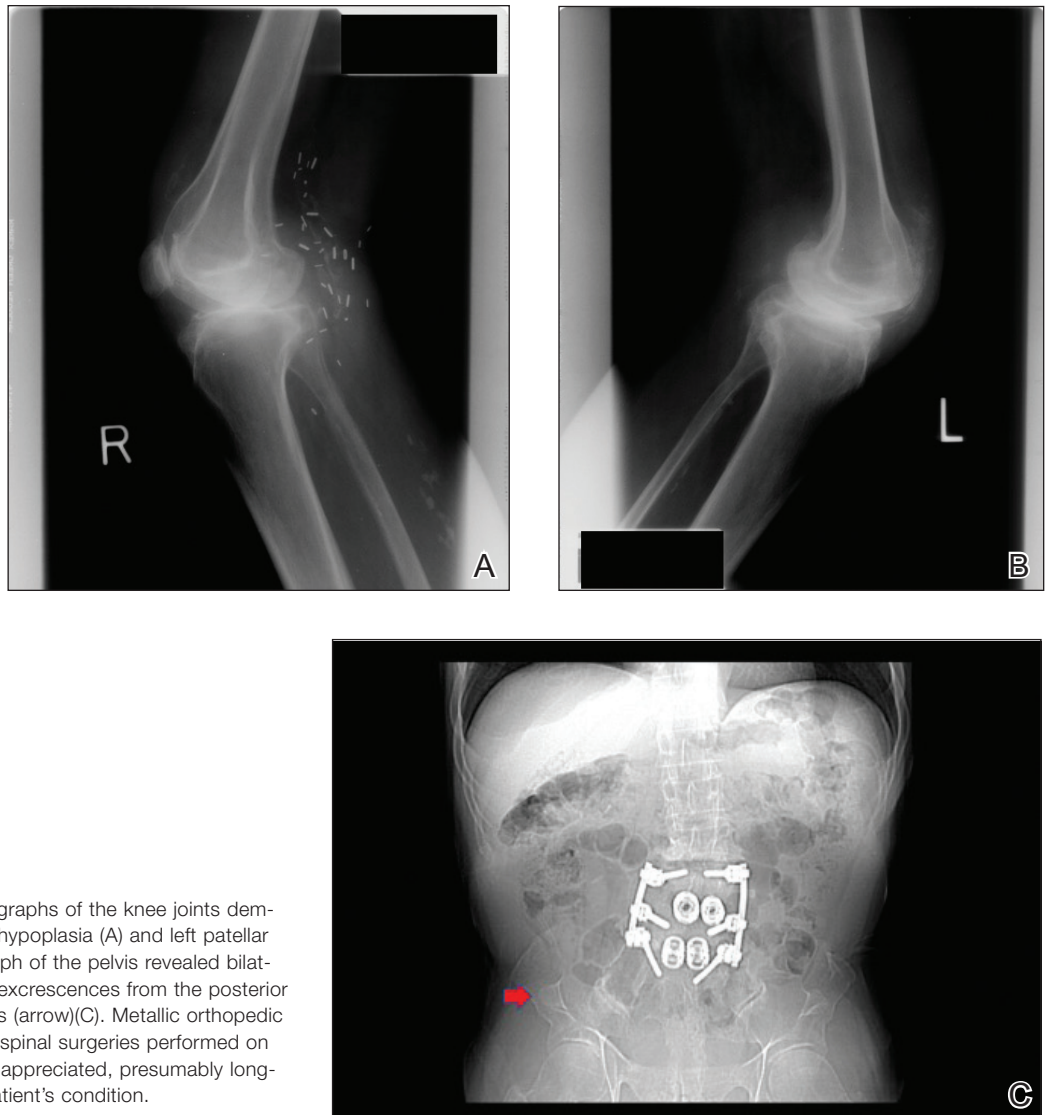 R
A
L
B
graphs of the knee joints dem-
hypoplasia (A) and left patellar
ph of the pelvis revealed bilat-
excrescences from the posterior
s (arrow)(C). Metallic orthopedic
spinal surgeries performed on
appreciated, presumably long-
atient's condition.
C